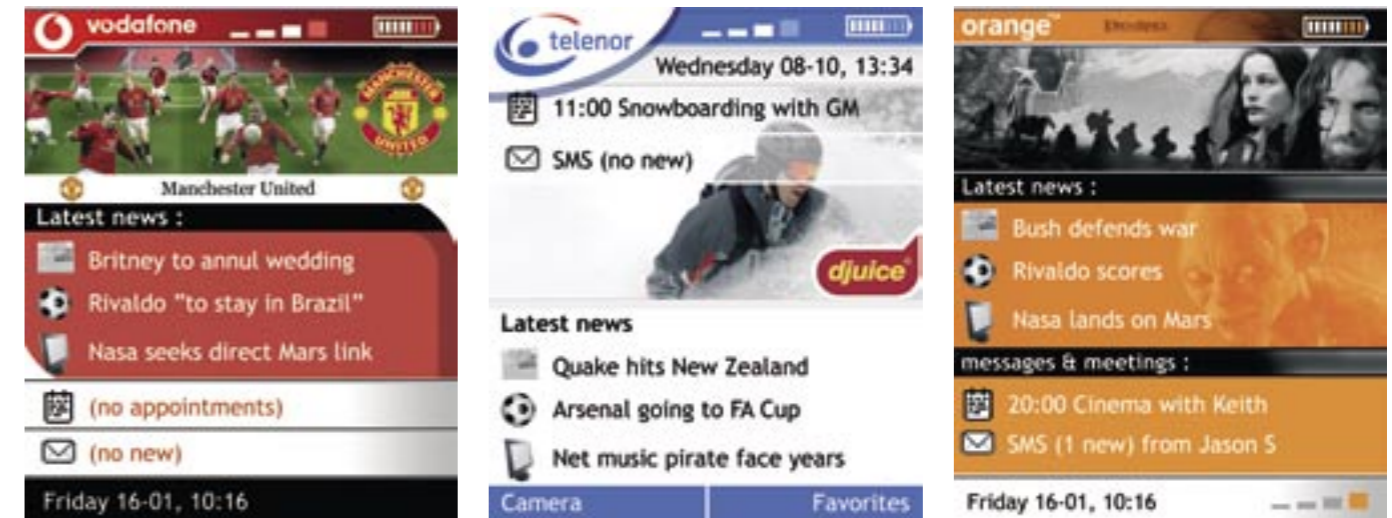 vodafone
MANCHESTER
UNITED
Manchester United
Latest news :
Britney to annul wedding
Rivaldo "to stay in Brazil"
Nasa seeks direct Mars link
(no appointments)
(no new)
Friday 16-01, 10:16
telenor
Wednesday 08-10, 13:34
11:00 Snowboarding with GM
SMS (no new)
djuice
Latest news
Quake hits New Zealand
Arsenal going to FA Cup
Net music pirate face years
Camera
Favorites
orange™
Latest news :
Bush defends war
Rivaldo scores
Nasa lands on Mars
messages & meetings :
20:00 Cinema with Keith
SMS (1 new) from Jason S
Friday 16-01, 10:16